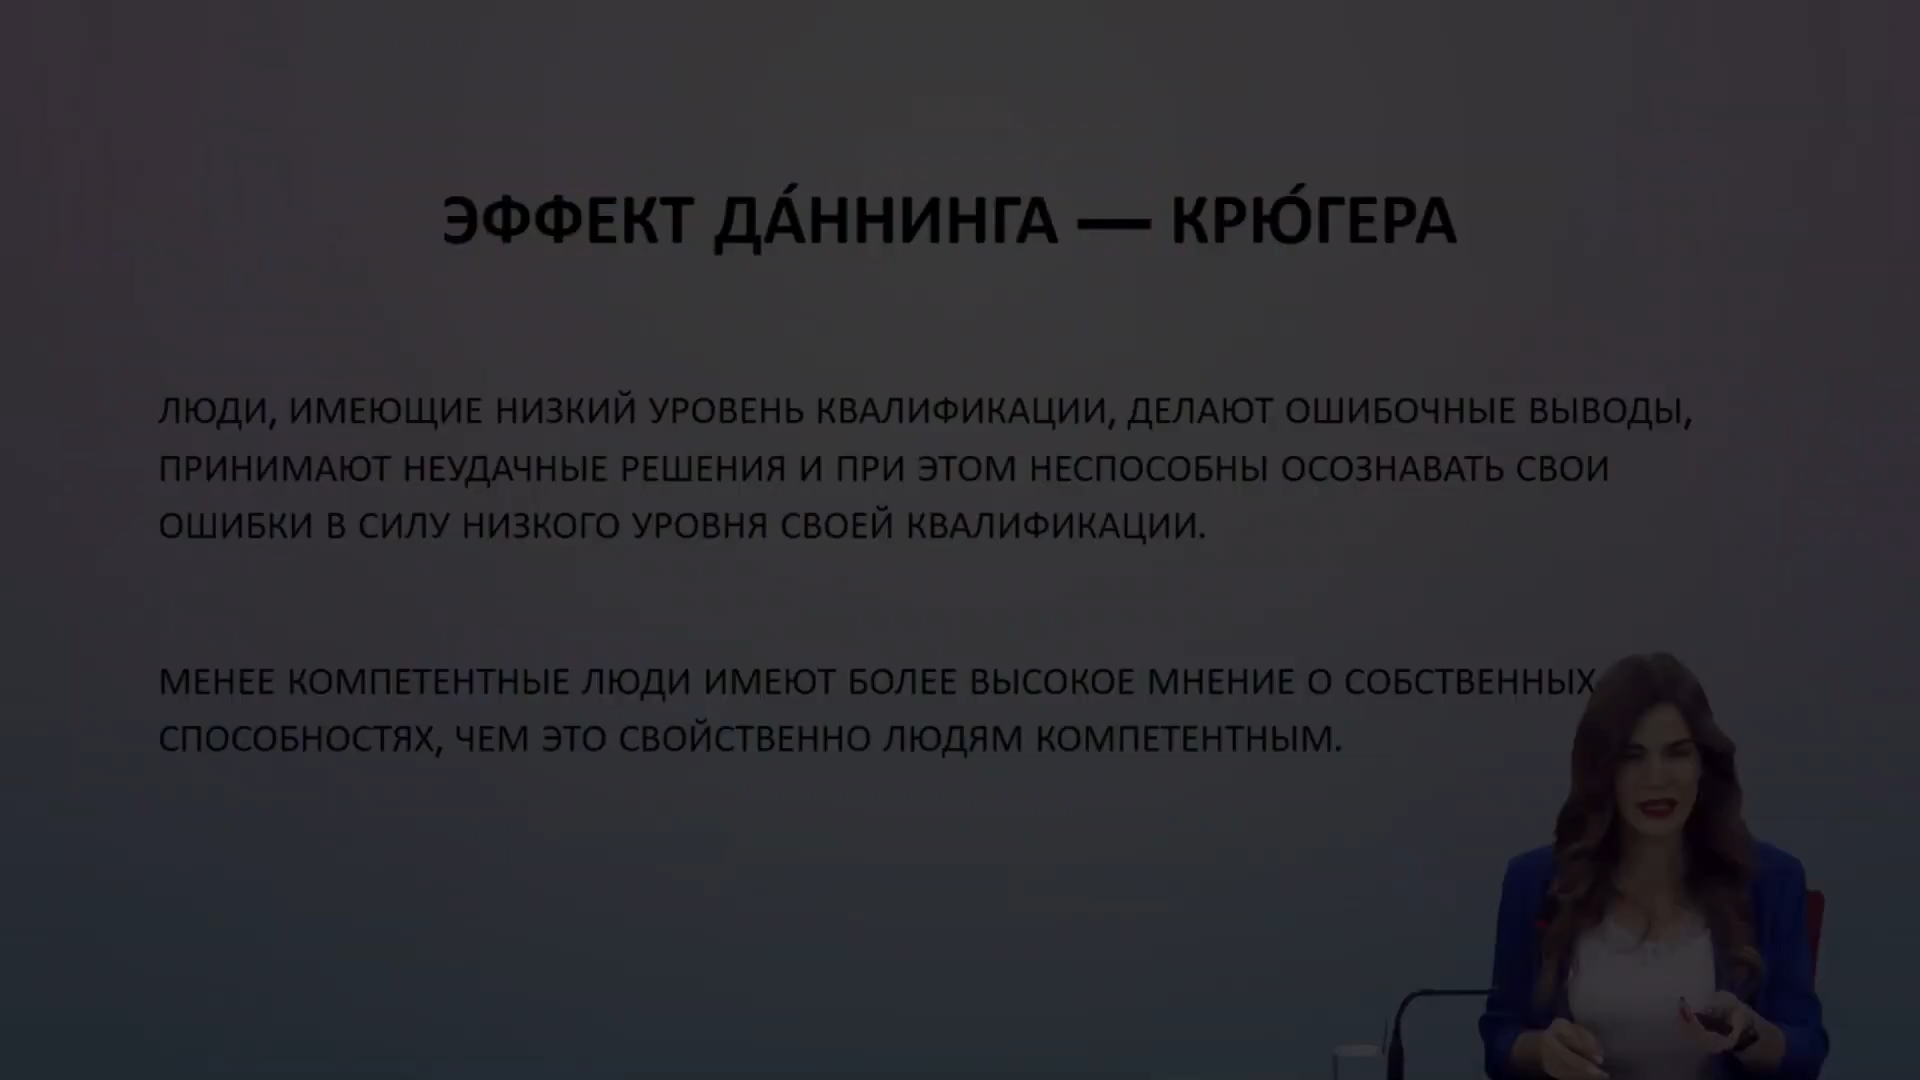 ЭФФЕКТ ДА́ННИНГА — КРЮ́ГЕРА
ЛЮДИ, ИМЕЮЩИЕ НИЗКИЙ УРОВЕНЬ КВАЛИФИКАЦИИ, ДЕЛАЮТ ОШИБОЧНЫЕ ВЫВОДЫ,
ПРИНИМАЮТ НЕУДАЧНЫЕ РЕШЕНИЯ И ПРИ ЭТОМ НЕСПОСОБНЫ ОСОЗНАВАТЬ СВОИ
ОШИБКИ В СИЛУ НИЗКОГО УРОВНЯ СВОЕЙ КВАЛИФИКАЦИИ.
МЕНЕЕ КОМПЕТЕНТНЫЕ ЛЮДИ ИМЕЮТ БОЛЕЕ ВЫСОКОЕ МНЕНИЕ О СОБСТВЕННЫХ
СПОСОБНОСТЯХ, ЧЕМ ЭТО СВОЙСТВЕННО ЛЮДЯМ КОМПЕТЕНТНЫМ.